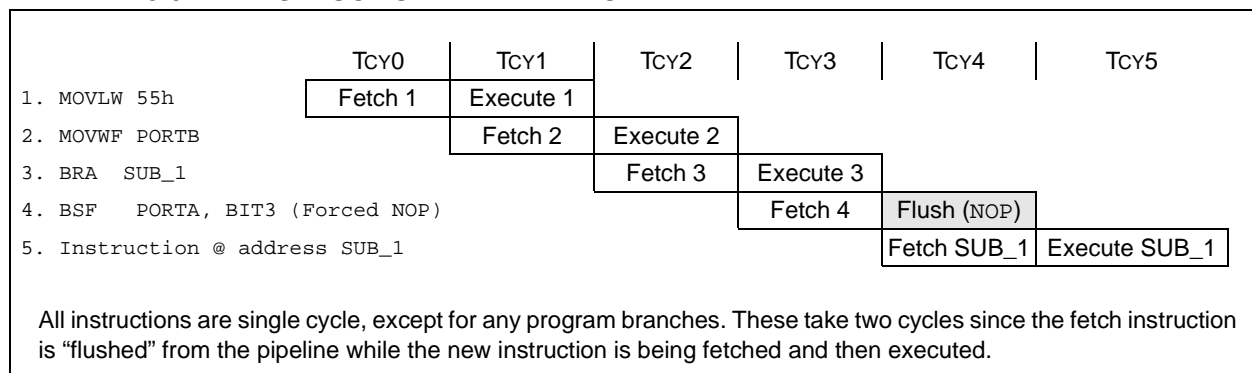 TCY0 TCY1 TCY2 TCY3 TCY4 TCY5
1. MOVLW 55h Fetch 1 Execute 1
2. MOVWF PORTB Fetch 2 Execute 2
3. BRA SUB_1 Fetch 3 Execute 3
4. BSF PORTA, BIT3 (Forced NOP) Fetch 4 Flush (NOP)
5. Instruction @ address SUB_1 Fetch SUB_1 Execute SUB_1
All instructions are single cycle, except for any program branches. These take two cycles since the fetch instruction
is “flushed” from the pipeline while the new instruction is being fetched and then executed.